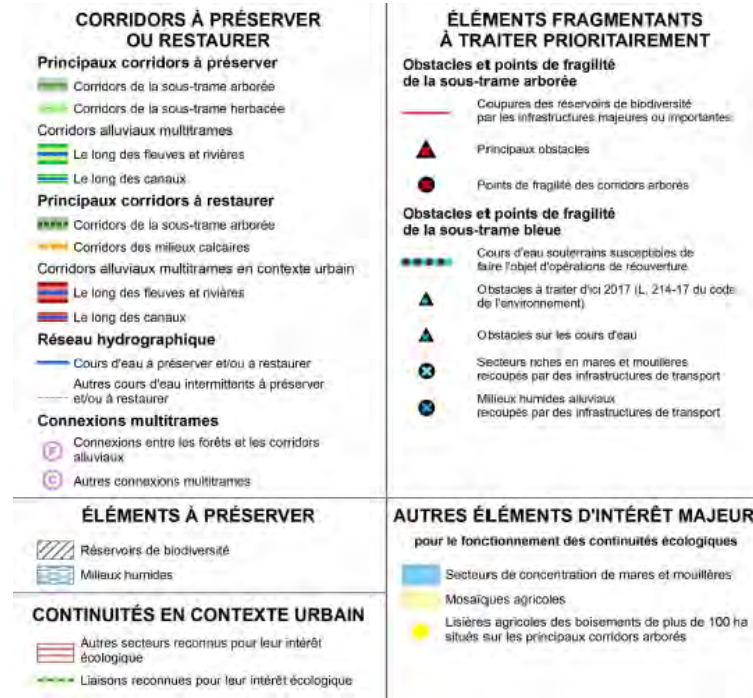 CORRIDORS À PRÉSERVER
OU RESTAURER
Principaux corridors à préserver
Corridors de la sous-trame arborée
Corridors de la sous-trame herbacée
Corridors alluviaux multitrames
Le long des fleuves et rivières
Le long des canaux
Principaux corridors à restaurer
Corridors de la sous-trame arborée
Corridors des milieux calcaires
Corridors alluviaux multitrames en contexte urbain
Le long des fleuves et rivières
Le long des canaux
Réseau hydrographique
Cours d'eau à préserver et/ou à restaurer
Autres cours d'eau intermittents à préserver
et/ou à restaurer
Connexions multitrames
F
Connexions entre les forêts et les corridors
alluviaux
C
Autres connexions multitrames
ÉLÉMENTS FRAGMENTANTS
À TRAITER PRIORITAIREMENT
Obstacles et points de fragilité
de la sous-trame arborée
Coupures des réservoirs de biodiversité
par les infrastructures majeures ou importantes
Principaux obstacles
Points de fragilité des corridors arborés
Obstacles et points de fragilité
de la sous-trame bleue
Cours d'eau souterrains susceptibles de
faire l'objet d'opérations de réouverture
Obstacles à traiter d'ici 2017 (L. 214-17 du code
de l'environnement)
Obstacles sur les cours d'eau
Secteurs riches en mares et mouillères
recoupés par des infrastructures de transport
Milieux humides alluviaux
recoupés par des infrastructures de transport
ÉLÉMENTS À PRÉSERVER
Réservoirs de biodiversité
Milieux humides
CONTINUITÉS EN CONTEXTE URBAIN
Autres secteurs reconnus pour leur intérêt
écologique
Liaisons reconnues pour leur intérêt écologique
AUTRES ÉLÉMENTS D'INTÉRÊT MAJEUR
pour le fonctionnement des continuités écologiques
Secteurs de concentration de mares et mouillères
Mosaïques agricoles
Lisières agricoles des boisements de plus de 100 ha
situés sur les principaux corridors arborés